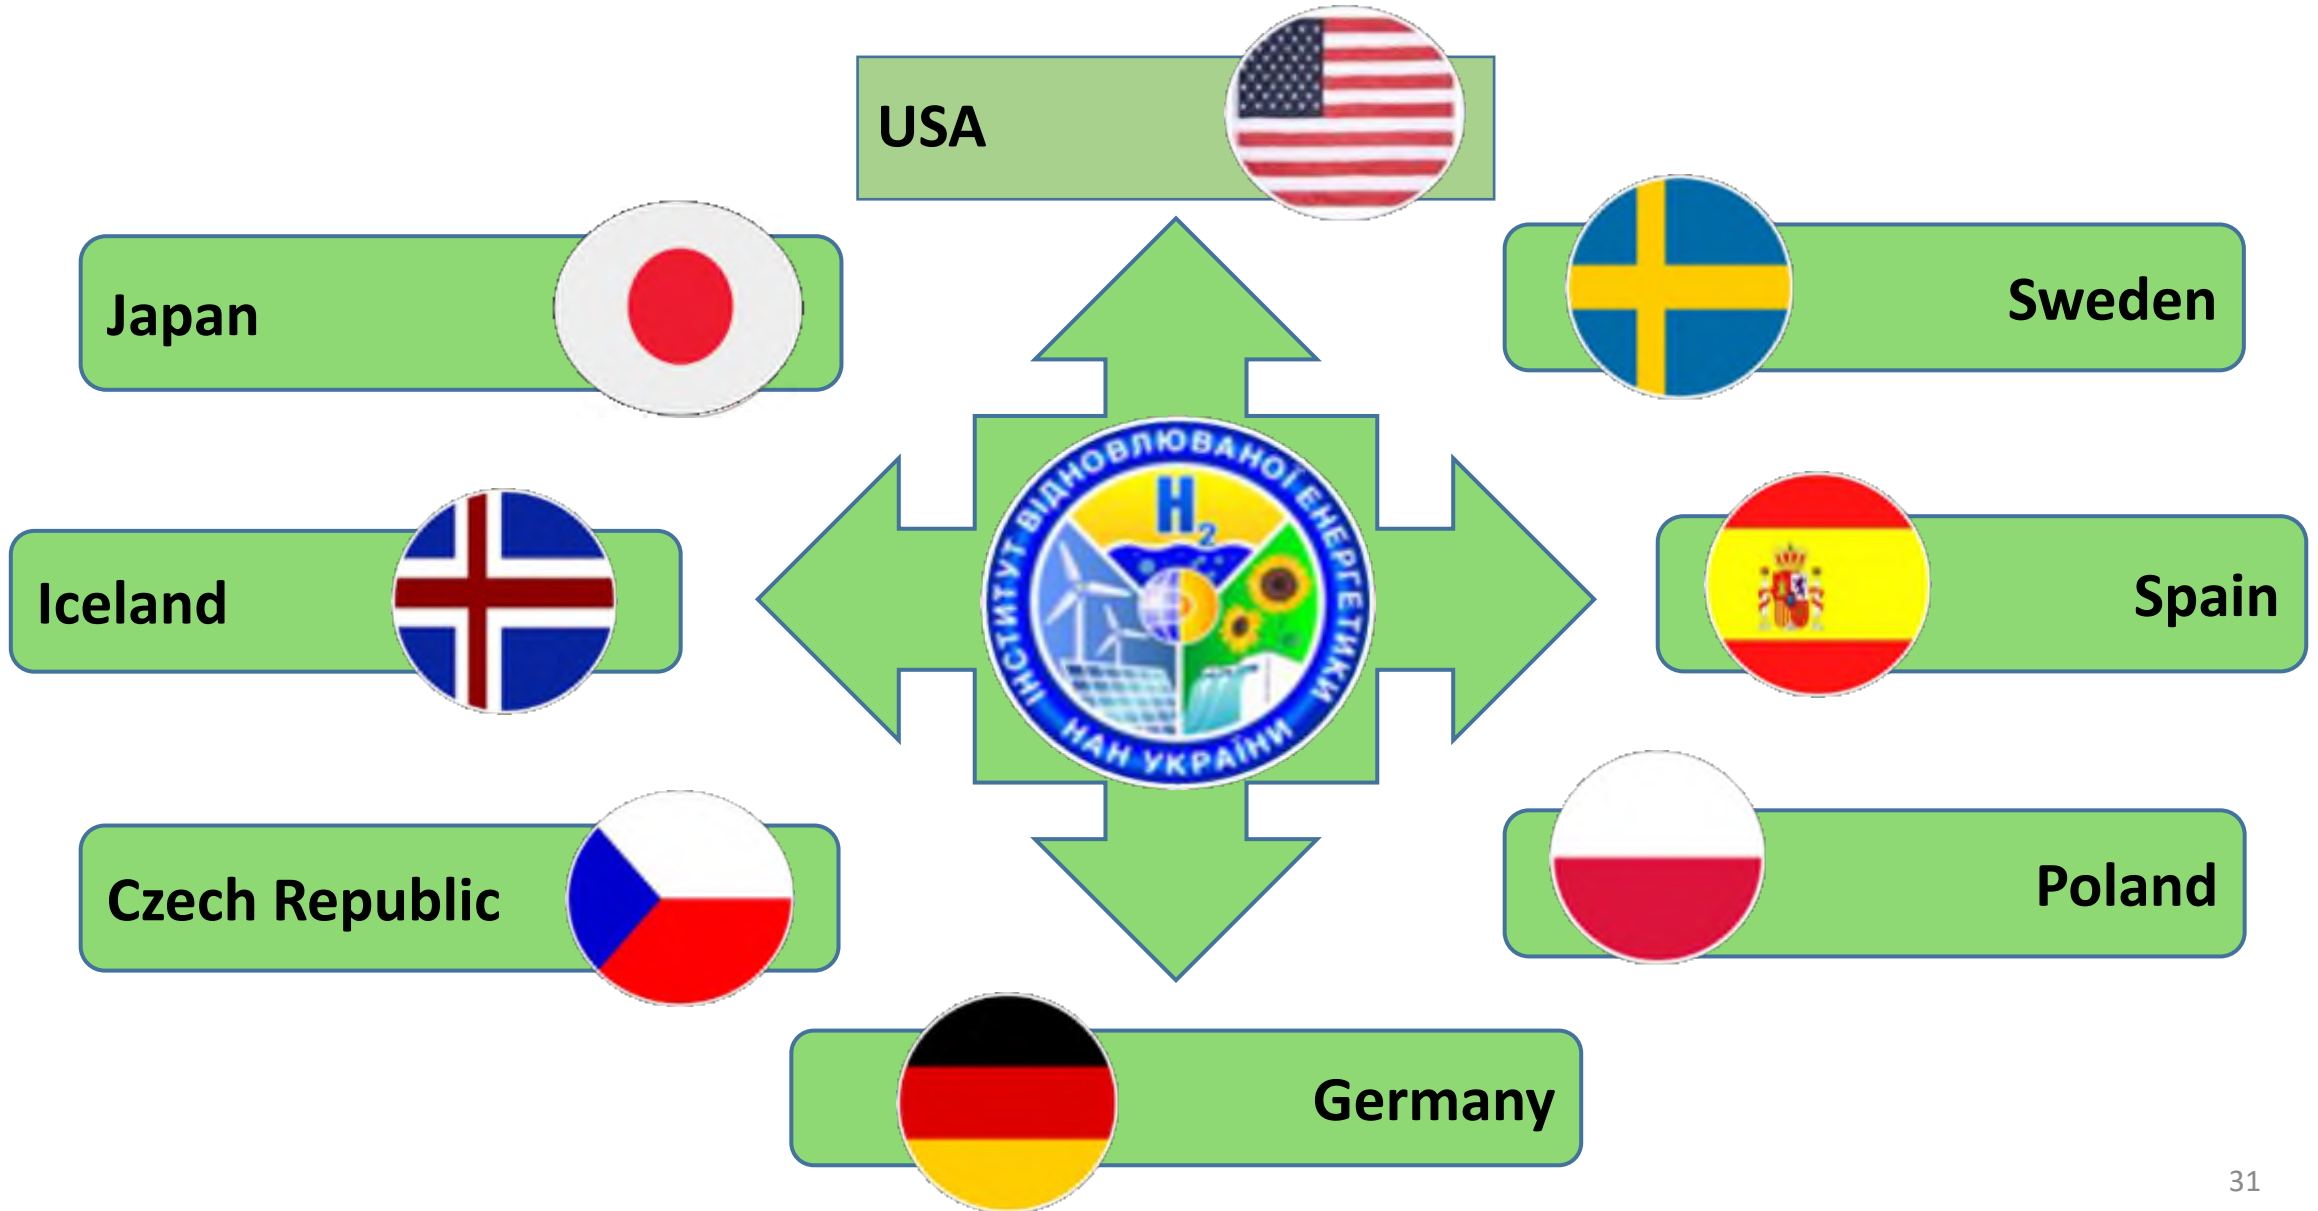 USA
Japan
Sweden
ІНСТИТУТ ВІДНОВЛЮВАНОЇ ЕНЕРГЕТИКИ
H2
НАН УКРАЇНИ
Iceland
Spain
Czech Republic
Poland
Germany
31